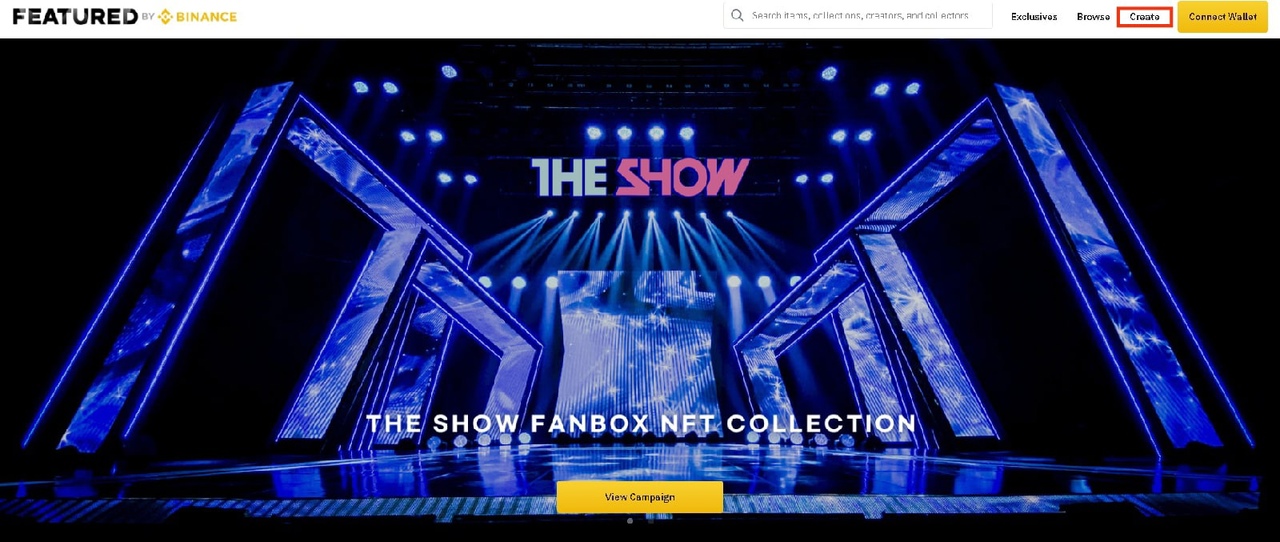 FEATURED BY BINANCE
Search items, collections, creators, and collectors
Exclusives
Browse
Create
Connect Wallet
THE SHOW
THE SHOW FANBOX NFT COLLECTION
View Campaign